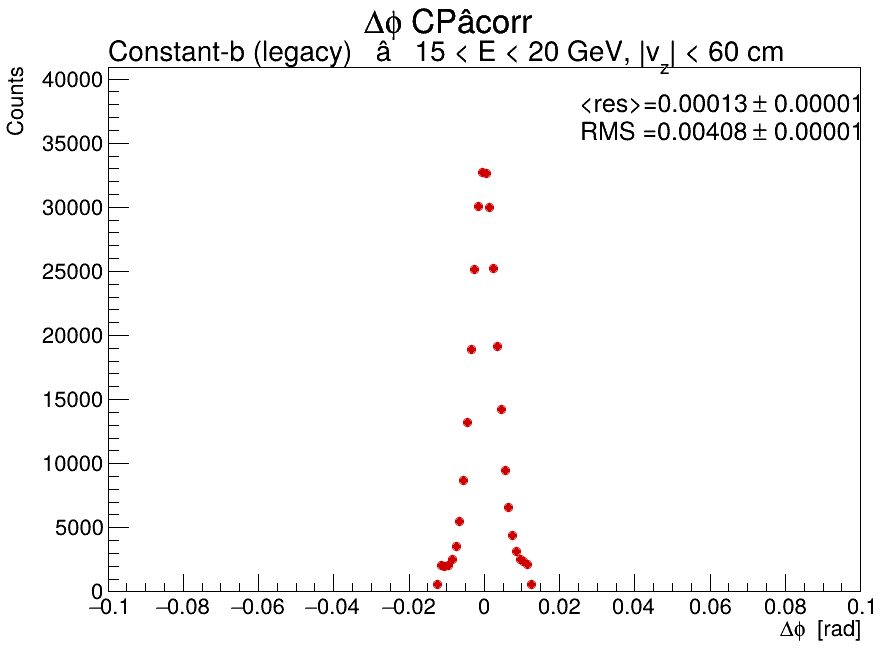 Δϕ CPâcorr
Constant-b (legacy) â 15 < E < 20 GeV, |vz| < 60 cm
<res>=0.00013 ± 0.00001
RMS =0.00408 ± 0.00001
Counts
40000
35000
30000
25000
20000
15000
10000
5000
0
−0.1 −0.08 −0.06 −0.04 −0.02 0 0.02 0.04 0.06 0.08 0.1
Δϕ [rad]